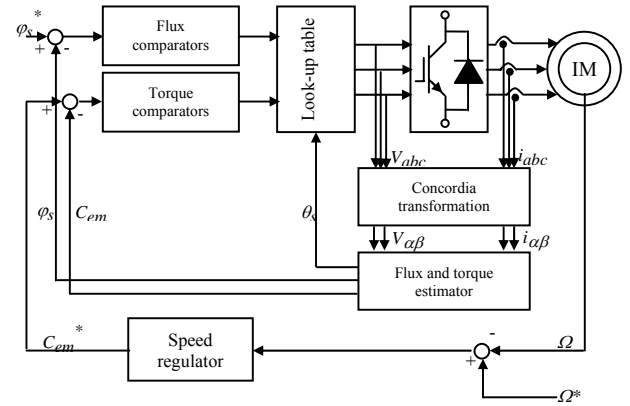 φs*
+
-
Flux
comparators
Look-up table
IM
+
-
Torque
comparators
Vabc
iabc
Concordia
transformation
φs
Cem
θs
Vαβ
iαβ
Flux and torque
estimator
Cem*
Speed
regulator
-
+
Ω
Ω*